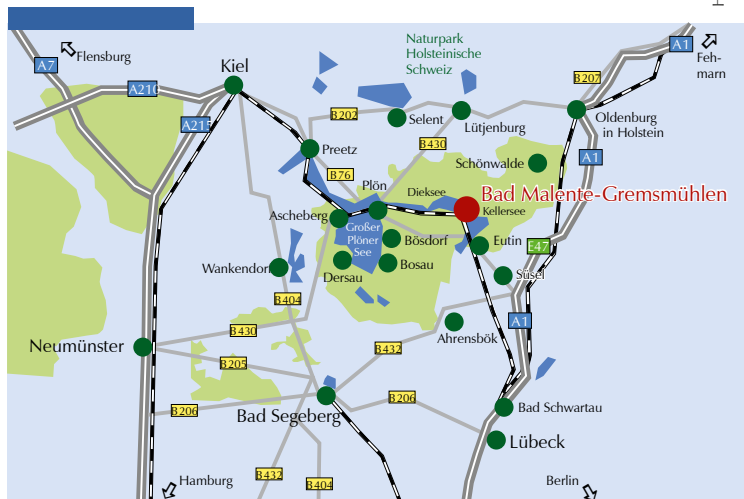 H
Naturpark
Holsteinische
Schweiz
A1
Flensburg
A7
Feh-
marn
Kiel
B207
A210
B202
Selent
Lütjenburg
Oldenburg
in Holstein
A215
Preetz
B430
A1
Schönwalde
B76
Plön
Dieksee
Bad Malente-Gremsmühlen
Ascheberg
Kellersee
Großer
Plöner
See
Bösdorf
Eutin
E47
Wankendorf
Dersau
Bosau
Süsel
B404
A1
B430
Ahrensbök
Neumünster
B432
B205
B206
B206
Bad Schwartau
Bad Segeberg
Lübeck
B432
Hamburg
B404
Berlin